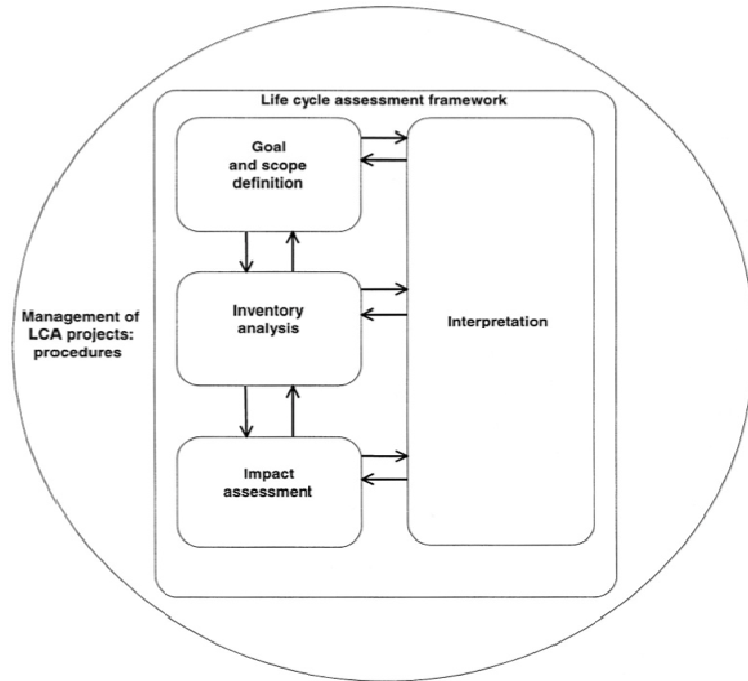 Life cycle assessment framework
Goal
and scope
definition
Management of
LCA projects:
procedures
Inventory
analysis
Interpretation
Impact
assessment